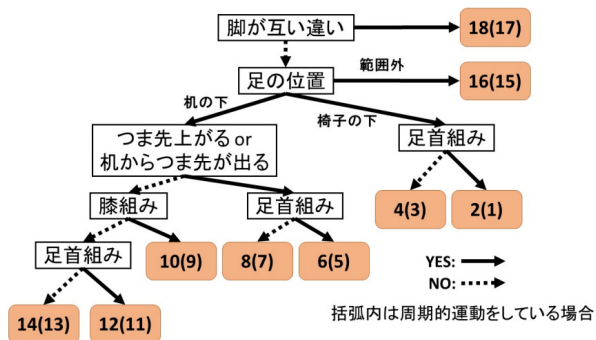 脚が互い違い
18(17)
足の位置
範囲外
16(15)
机の下
椅子の下
つま先上がる or
机からつま先が出る
足首組み
膝組み
足首組み
4(3)
2(1)
足首組み
10(9)
8(7)
6(5)
YES:
NO:
14(13)
12(11)
括弧内は周期的運動をしている場合